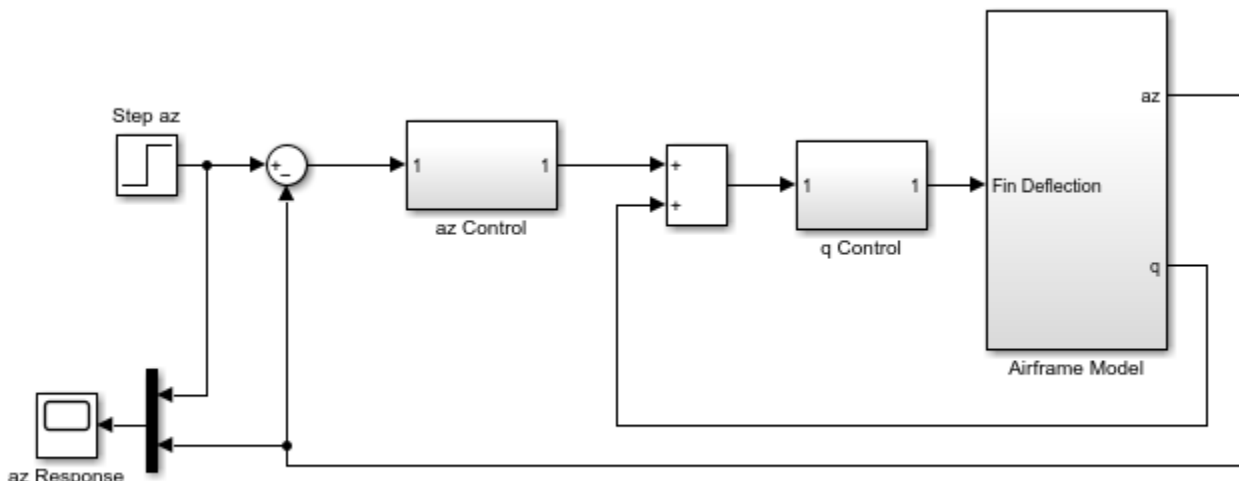 Step az
+
−
1
1
az Control
+
+
1
1
q Control
Fin Deflection
az
q
Airframe Model
az Response